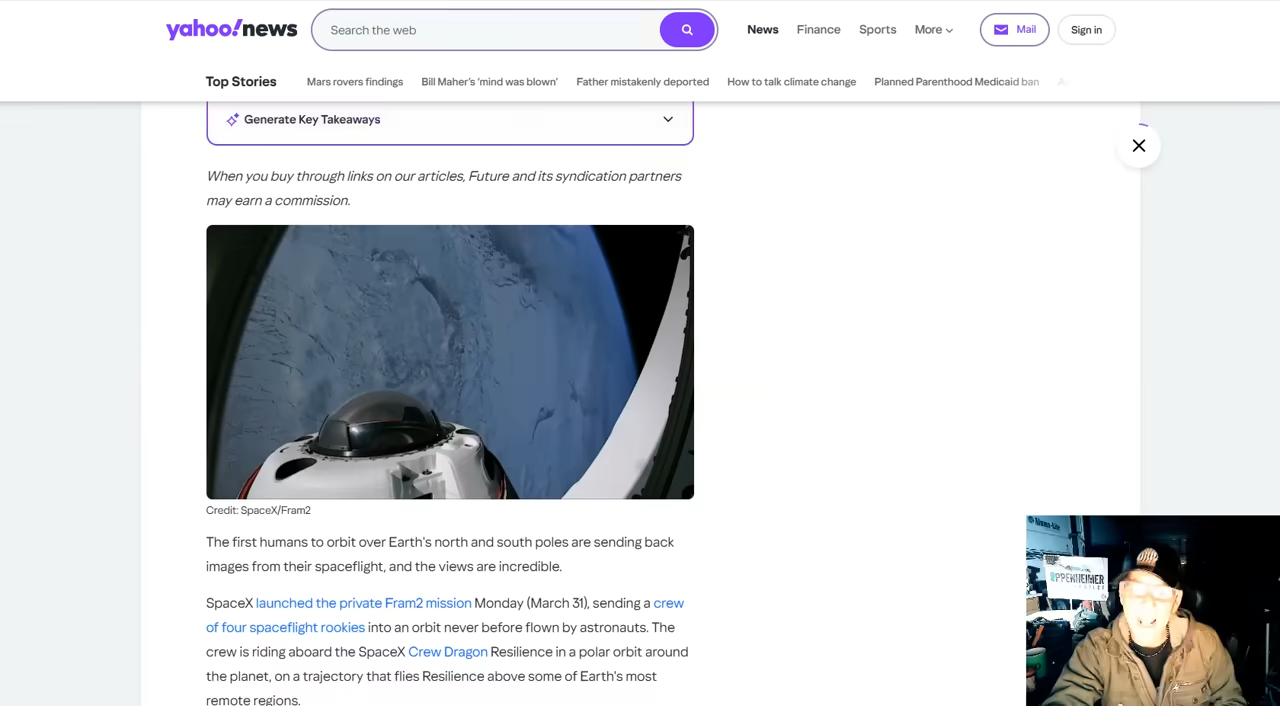 yahoo!news
Search the web
News Finance Sports More Mail Sign in
Top Stories Mars rovers findings Bill Maher's ‘mind was blown’ Father mistakenly deported How to talk climate change Planned Parenthood Medicaid ban
Generate Key Takeaways
When you buy through links on our articles, Future and its syndication partners
may earn a commission.
Credit: SpaceX/Fram2
The first humans to orbit over Earth's north and south poles are sending back
images from their spaceflight, and the views are incredible.
SpaceX launched the private Fram2 mission Monday (March 31), sending a crew
of four spaceflight rookies into an orbit never before flown by astronauts. The
crew is riding aboard the SpaceX Crew Dragon Resilience in a polar orbit around
the planet, on a trajectory that flies Resilience above some of Earth's most
remote regions.
OPPENHEIMER